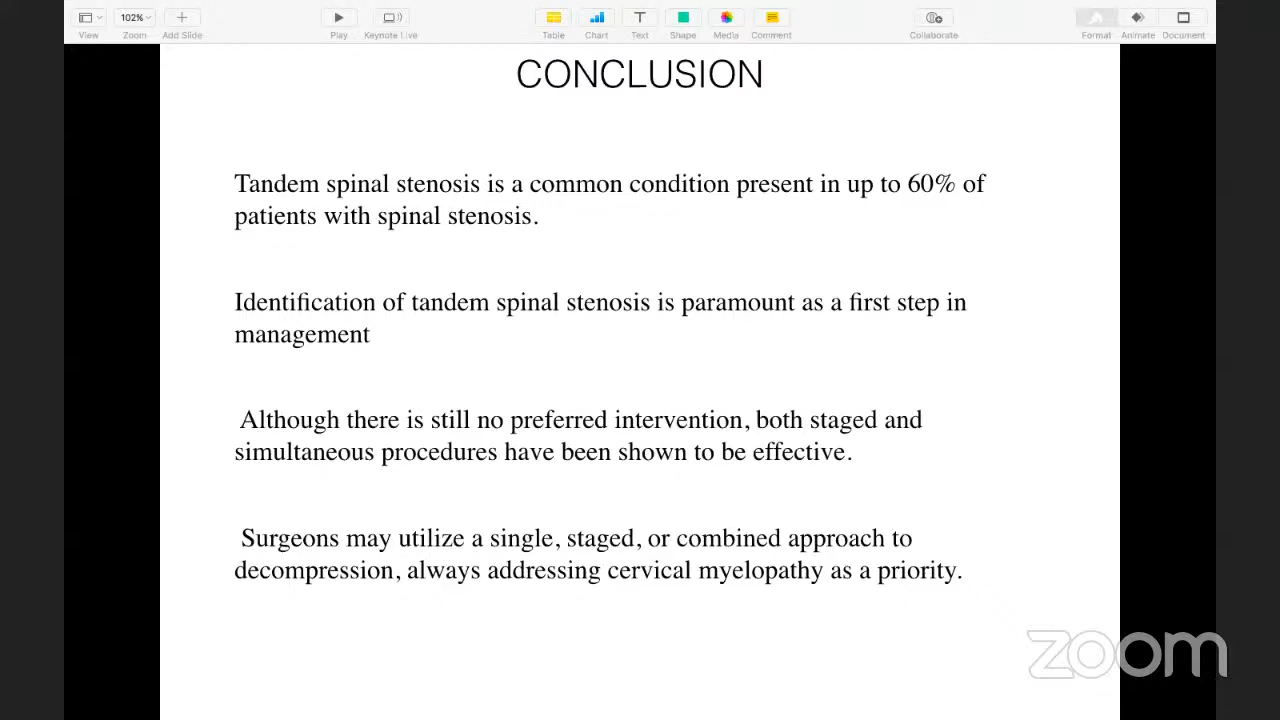 102%
View
Zoom
Add Slide
Play
Keynote Live
Table
Chart
Text
Shape
Media
Comment
Collaborate
Format
Animate
Document
CONCLUSION
Tandem spinal stenosis is a common condition present in up to 60% of
patients with spinal stenosis.
Identification of tandem spinal stenosis is paramount as a first step in
management
Although there is still no preferred intervention, both staged and
simultaneous procedures have been shown to be effective.
Surgeons may utilize a single, staged, or combined approach to
decompression, always addressing cervical myelopathy as a priority.
zoom